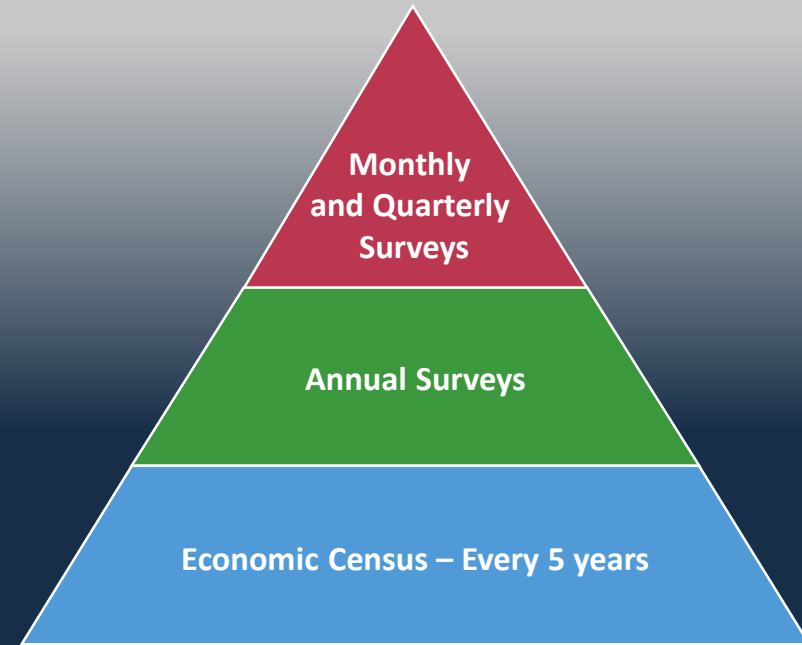 Monthly
and Quarterly
Surveys
Annual Surveys
Economic Census – Every 5 years